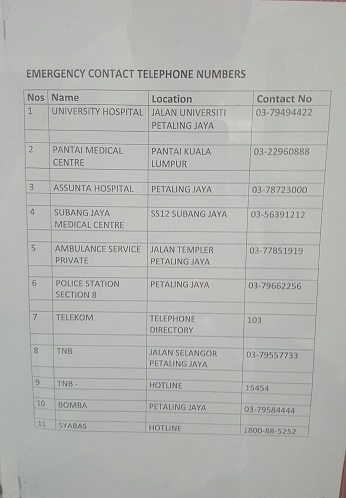 EMERGENCY CONTACT TELEPHONE NUMBERS
Nos Name Location Contact No
1 UNIVERSITY HOSPITAL JALAN UNIVERSITI 03-79494422
PETALING JAYA
2 PANTAI MEDICAL PANTAI KUALA 03-22960888
CENTRE LUMPUR
3 ASSUNTA HOSPITAL PETALING JAYA 03-78723000
4 SUBANG JAYA SS12 SUBANG JAYA 03-56391212
MEDICAL CENTRE
5 AMBULANCE SERVICE JALAN TEMPLER 03-77851919
PRIVATE PETALING JAYA
6 POLICE STATION PETALING JAYA 03-79662256
SECTION 8
7 TELEKOM TELEPHONE 103
DIRECTORY
8 TNB JALAN SELANGOR 03-79557733
PETALING JAYA
9 TNB - HOTLINE 15454
10 BOMBA PETALING JAYA 03-79584444
11 SYABAS HOTLINE 1800-88-5252